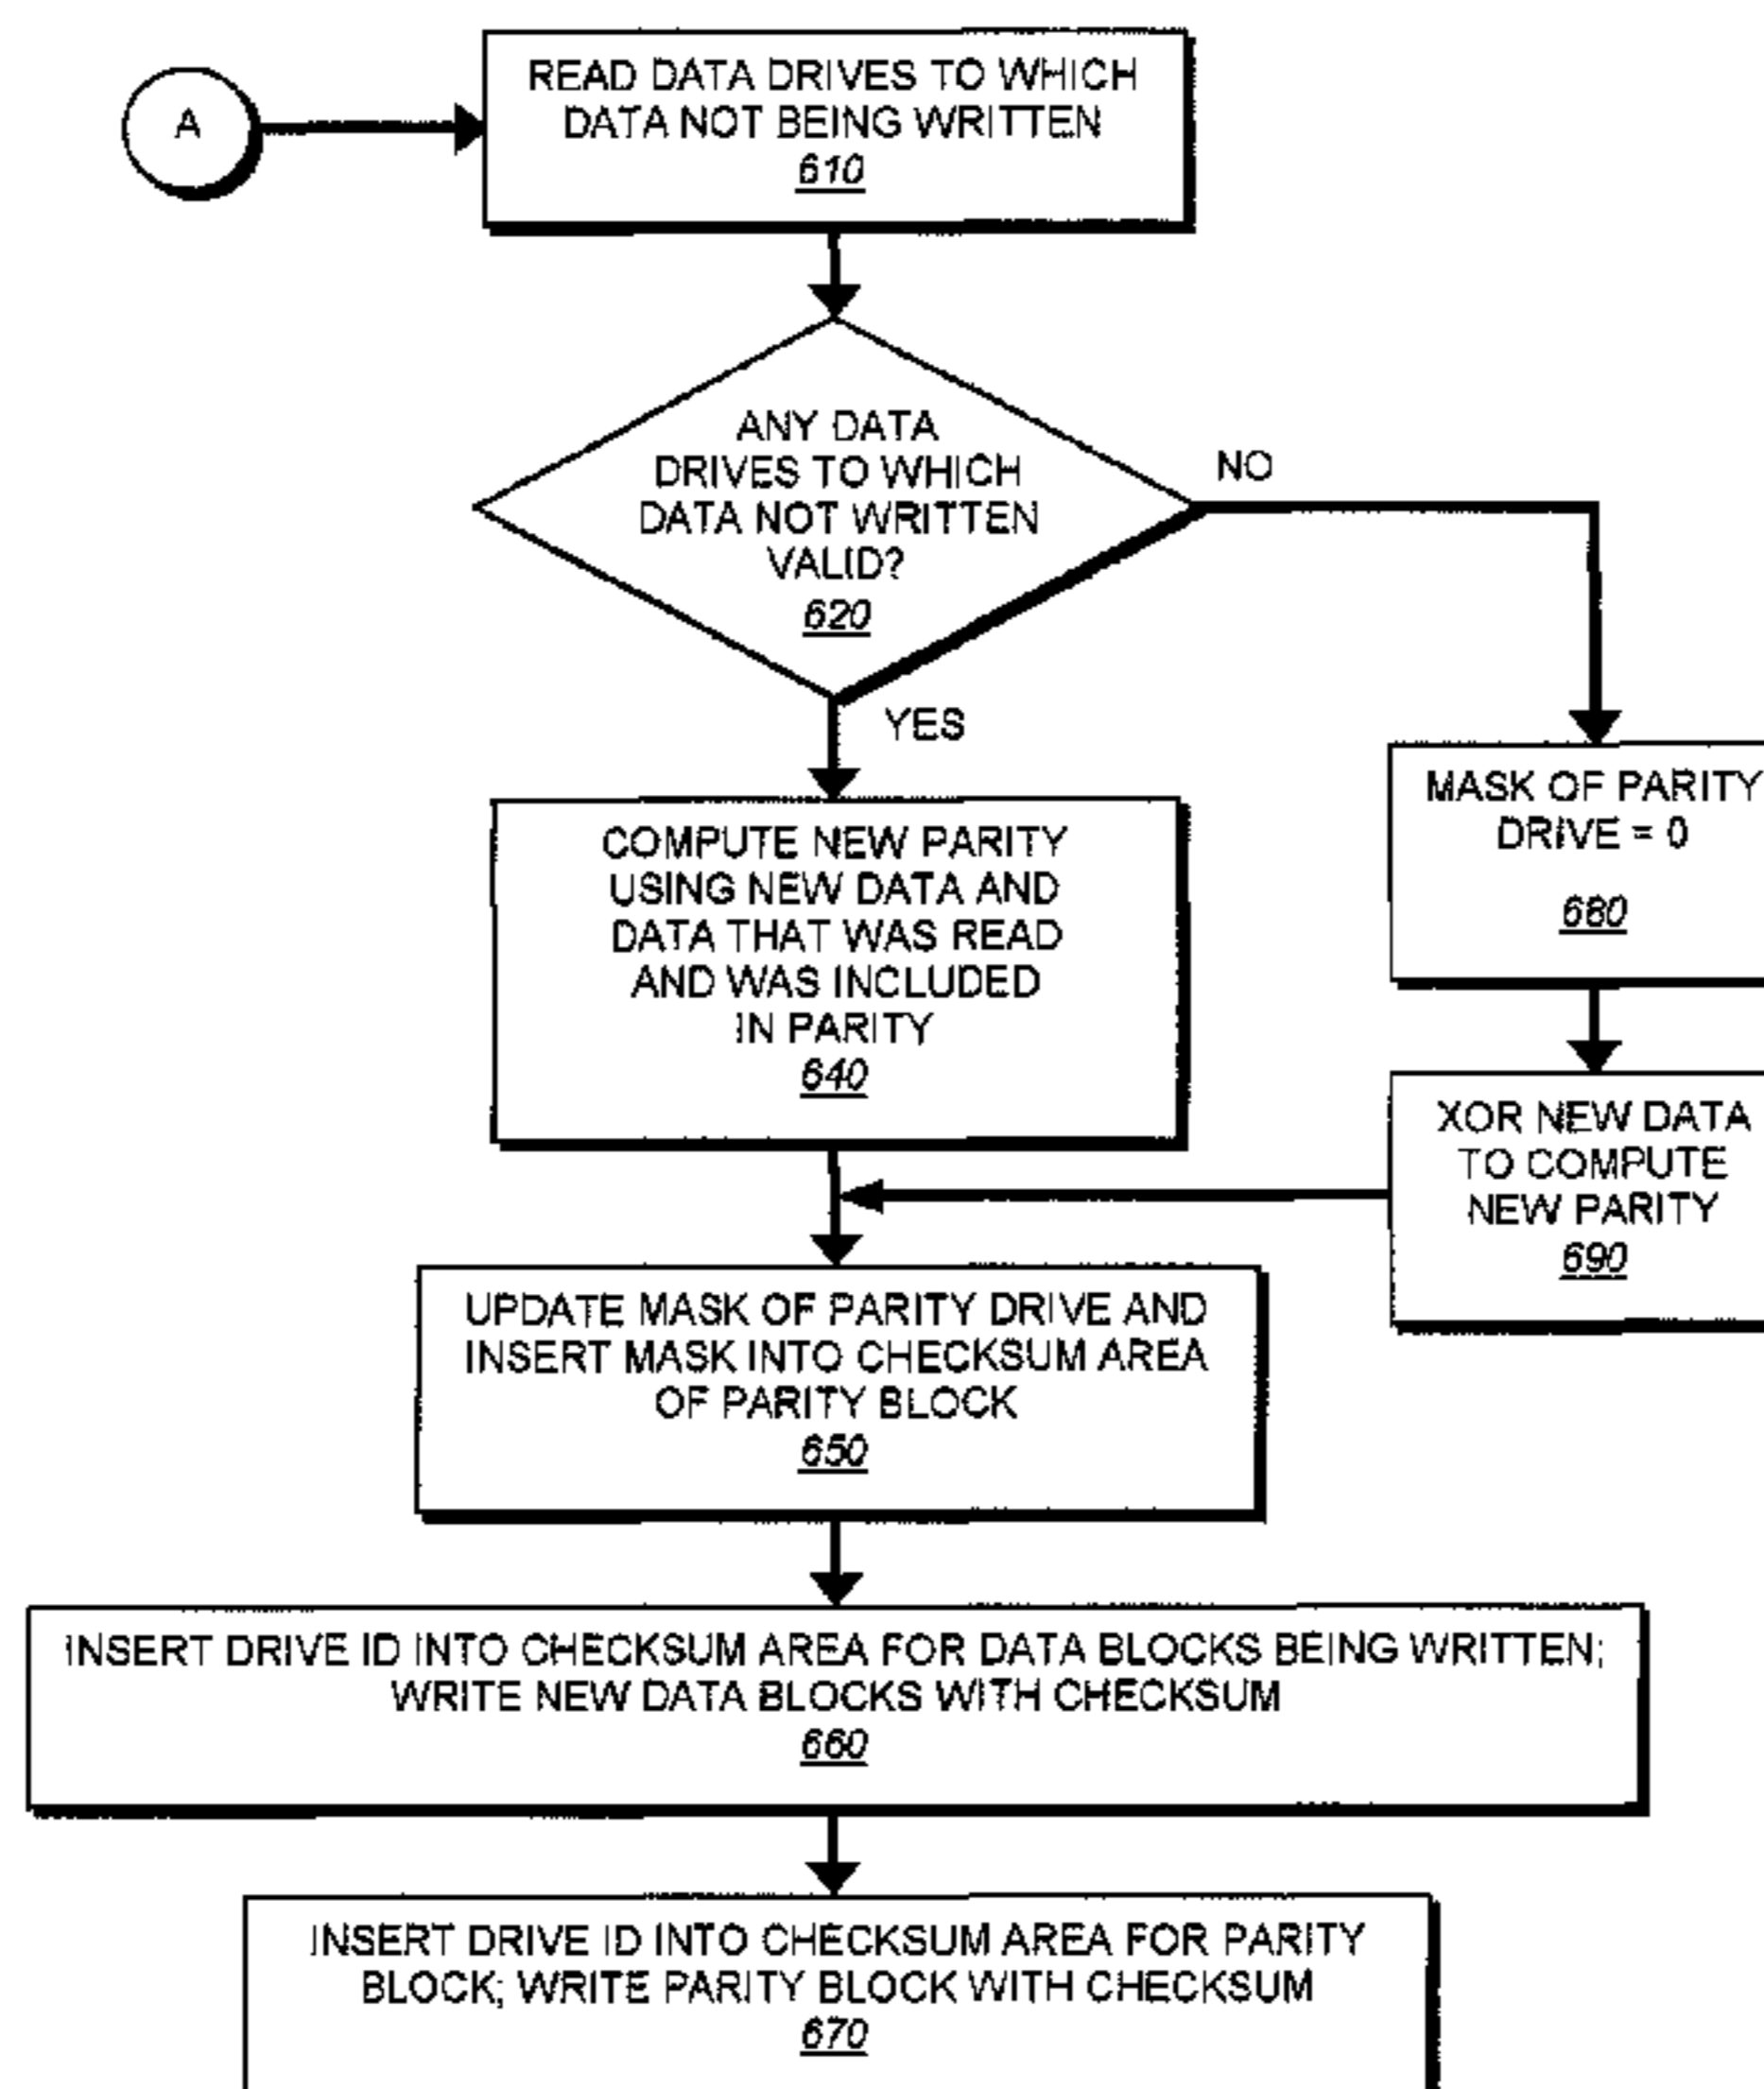 A
READ DATA DRIVES TO WHICH
DATA NOT BEING WRITTEN
610
ANY DATA
DRIVES TO WHICH
DATA NOT WRITTEN
VALID?
620
NO
YES
MASK OF PARITY
DRIVE = 0
680
COMPUTE NEW PARITY
USING NEW DATA AND
DATA THAT WAS READ
AND WAS INCLUDED
IN PARITY
640
XOR NEW DATA
TO COMPUTE
NEW PARITY
690
UPDATE MASK OF PARITY DRIVE AND
INSERT MASK INTO CHECKSUM AREA
OF PARITY BLOCK
650
INSERT DRIVE ID INTO CHECKSUM AREA FOR DATA BLOCKS BEING WRITTEN;
WRITE NEW DATA BLOCKS WITH CHECKSUM
660
INSERT DRIVE ID INTO CHECKSUM AREA FOR PARITY
BLOCK; WRITE PARITY BLOCK WITH CHECKSUM
670